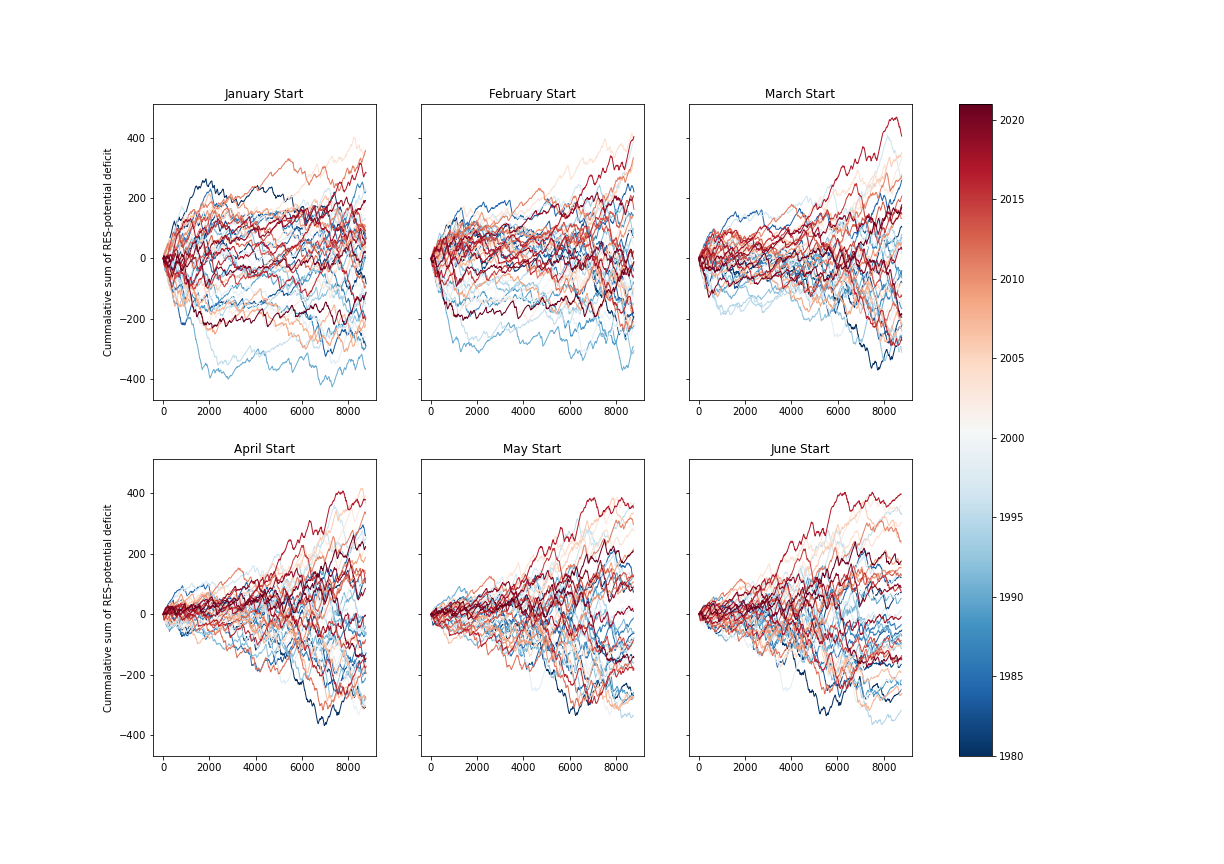 January Start
February Start
March Start
Cummalative sum of RES-potential deficit
400
200
0
−200
−400
0 2000 4000 6000 8000
0 2000 4000 6000 8000
0 2000 4000 6000 8000
April Start
May Start
June Start
Cummalative sum of RES-potential deficit
400
200
0
−200
−400
0 2000 4000 6000 8000
0 2000 4000 6000 8000
0 2000 4000 6000 8000
2020
2015
2010
2005
2000
1995
1990
1985
1980